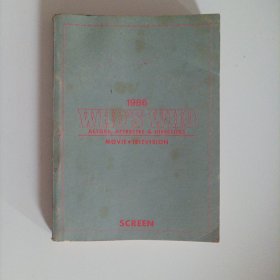 1986
WHO'S WHO
ACTORS, ACTRESSES & DIRECTORS
MOVIE•TELEVISION
SCREEN